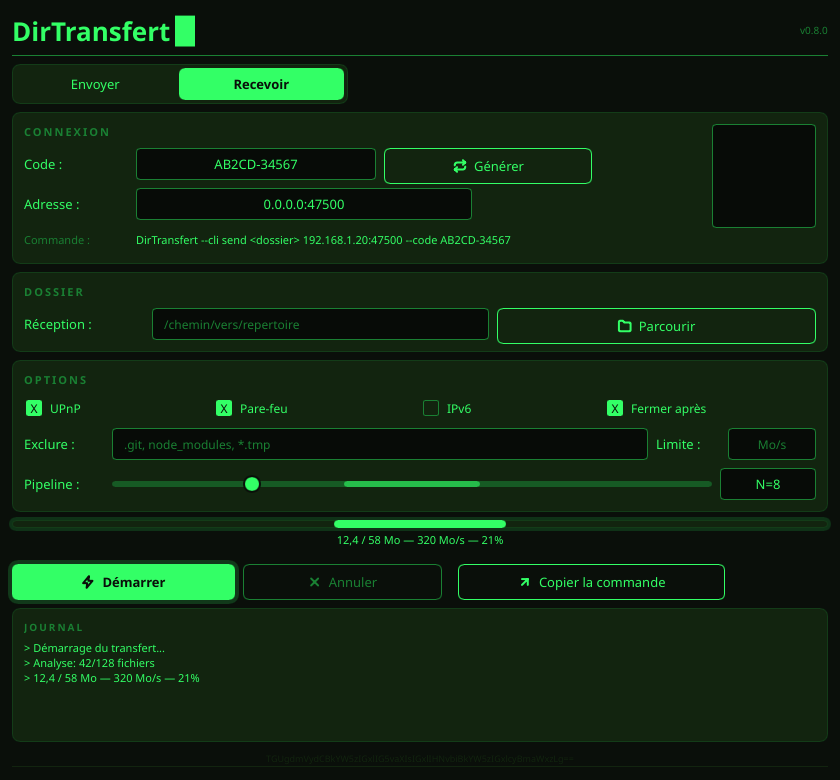 DirTransfert
v0.8.0
Envoyer Recevoir
CONNEXION
Code : AB2CD-34567 Générer
Adresse : 0.0.0.0:47500
Commande : DirTransfert --cli send <dossier> 192.168.1.20:47500 --code AB2CD-34567
DOSSIER
Réception : /chemin/vers/repertoire Parcourir
OPTIONS
X UPnP X Pare-feu IPv6 X Fermer après
Exclure : .git, node_modules, *.tmp Limite : Mo/s
Pipeline : N=8
12,4 / 58 Mo — 320 Mo/s — 21%
Démarrer Annuler Copier la commande
JOURNAL
> Démarrage du transfert...
> Analyse: 42/128 fichiers
> 12,4 / 58 Mo — 320 Mo/s — 21%